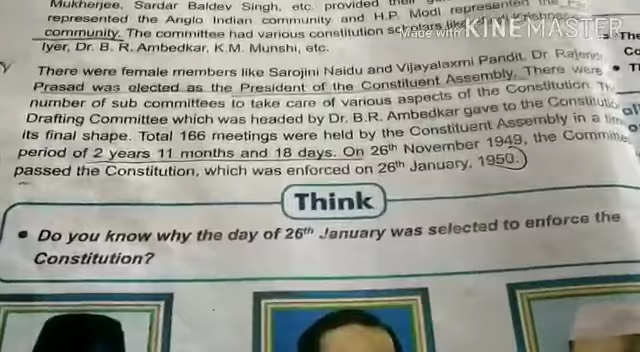 Mukherjee, Sardar Baldev Singh, etc. provided their
represented the Anglo Indian community and H.P. Modi represented the
community. The committee had various constitution
Made with KINEMASTER
Iyer, Dr. B. R. Ambedkar, K.M. Munshi, etc.
There were female members like Sarojini Naidu and Vijayalaxmi Pandit. Dr.
Prasad was elected as the President of the Constituent Assembly. There were
number of sub committees to take care of various aspects of the Constitution.
Drafting Committee which was headed by Dr. B.R. Ambedkar gave to the
its final shape. Total 166 meetings were held by the Constituent Assembly in a
period of 2 years 11 months and 18 days. On 26th November 1949, the
passed the Constitution, which was enforced on 26th January, 1950.
Think
• Do you know why the day of 26th January was selected to enforce the
Constitution?
The